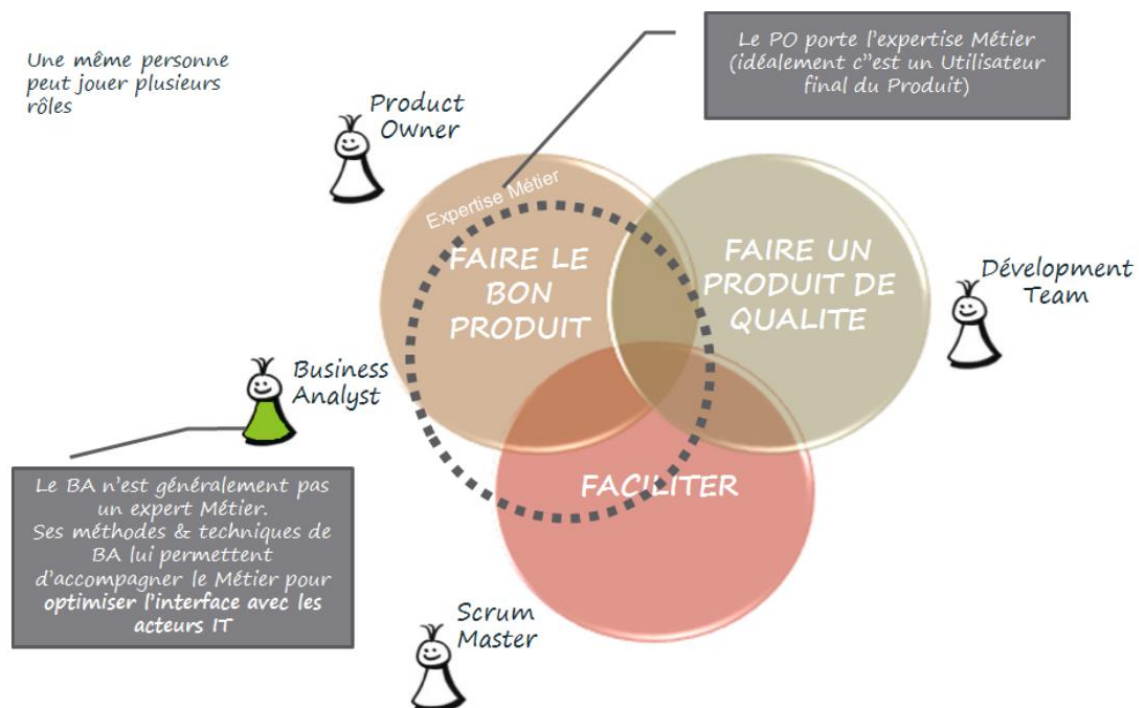 Une même personne
peut jouer plusieurs
rôles
Le PO porte l'expertise Métier
(idéalement c"est un Utilisateur
final du Produit)
Product
Owner
Expertise Métier
FAIRE LE
BON
PRODUIT
FAIRE UN
PRODUIT DE
QUALITE
Dévelopment
Team
Business
Analyst
Le BA n'est généralement pas
un expert Métier.
Ses méthodes & techniques de
BA lui permettent
d'accompagner le Métier pour
optimiser l'interface avec les
acteurs IT
FACILITER
Scrum
Master